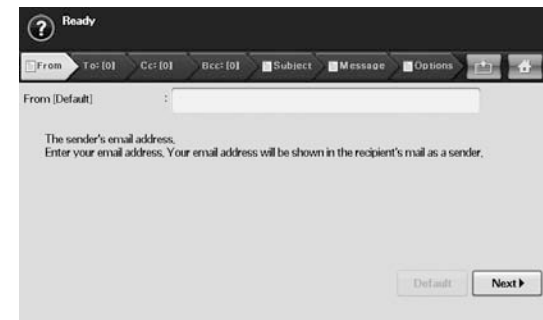 ? Ready
From To: [0] Cc: [0] Bcc: [0] Subject Message Options
From [Default] :
The sender's email address.
Enter your email address. Your email address will be shown in the recipient's mail as a sender.
Default Next